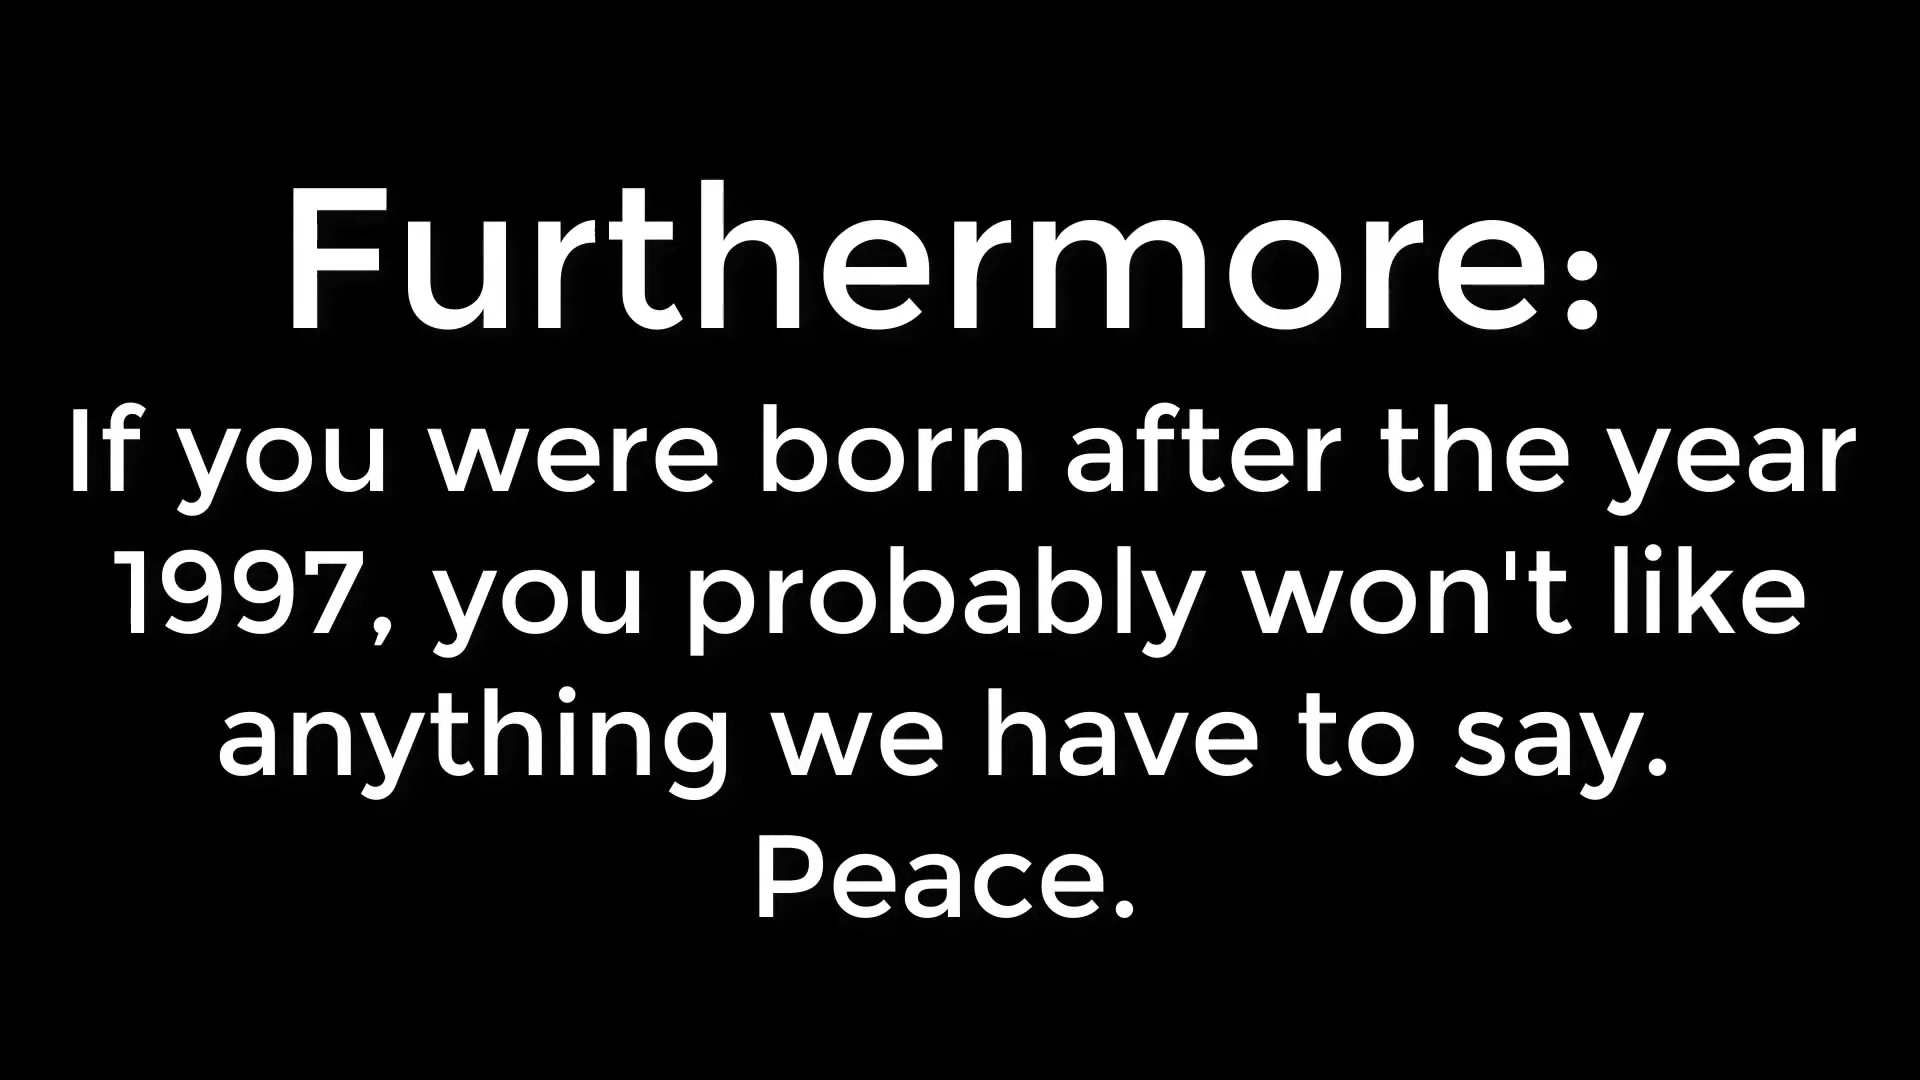 Furthermore:
If you were born after the year
1997, you probably won't like
anything we have to say.
Peace.